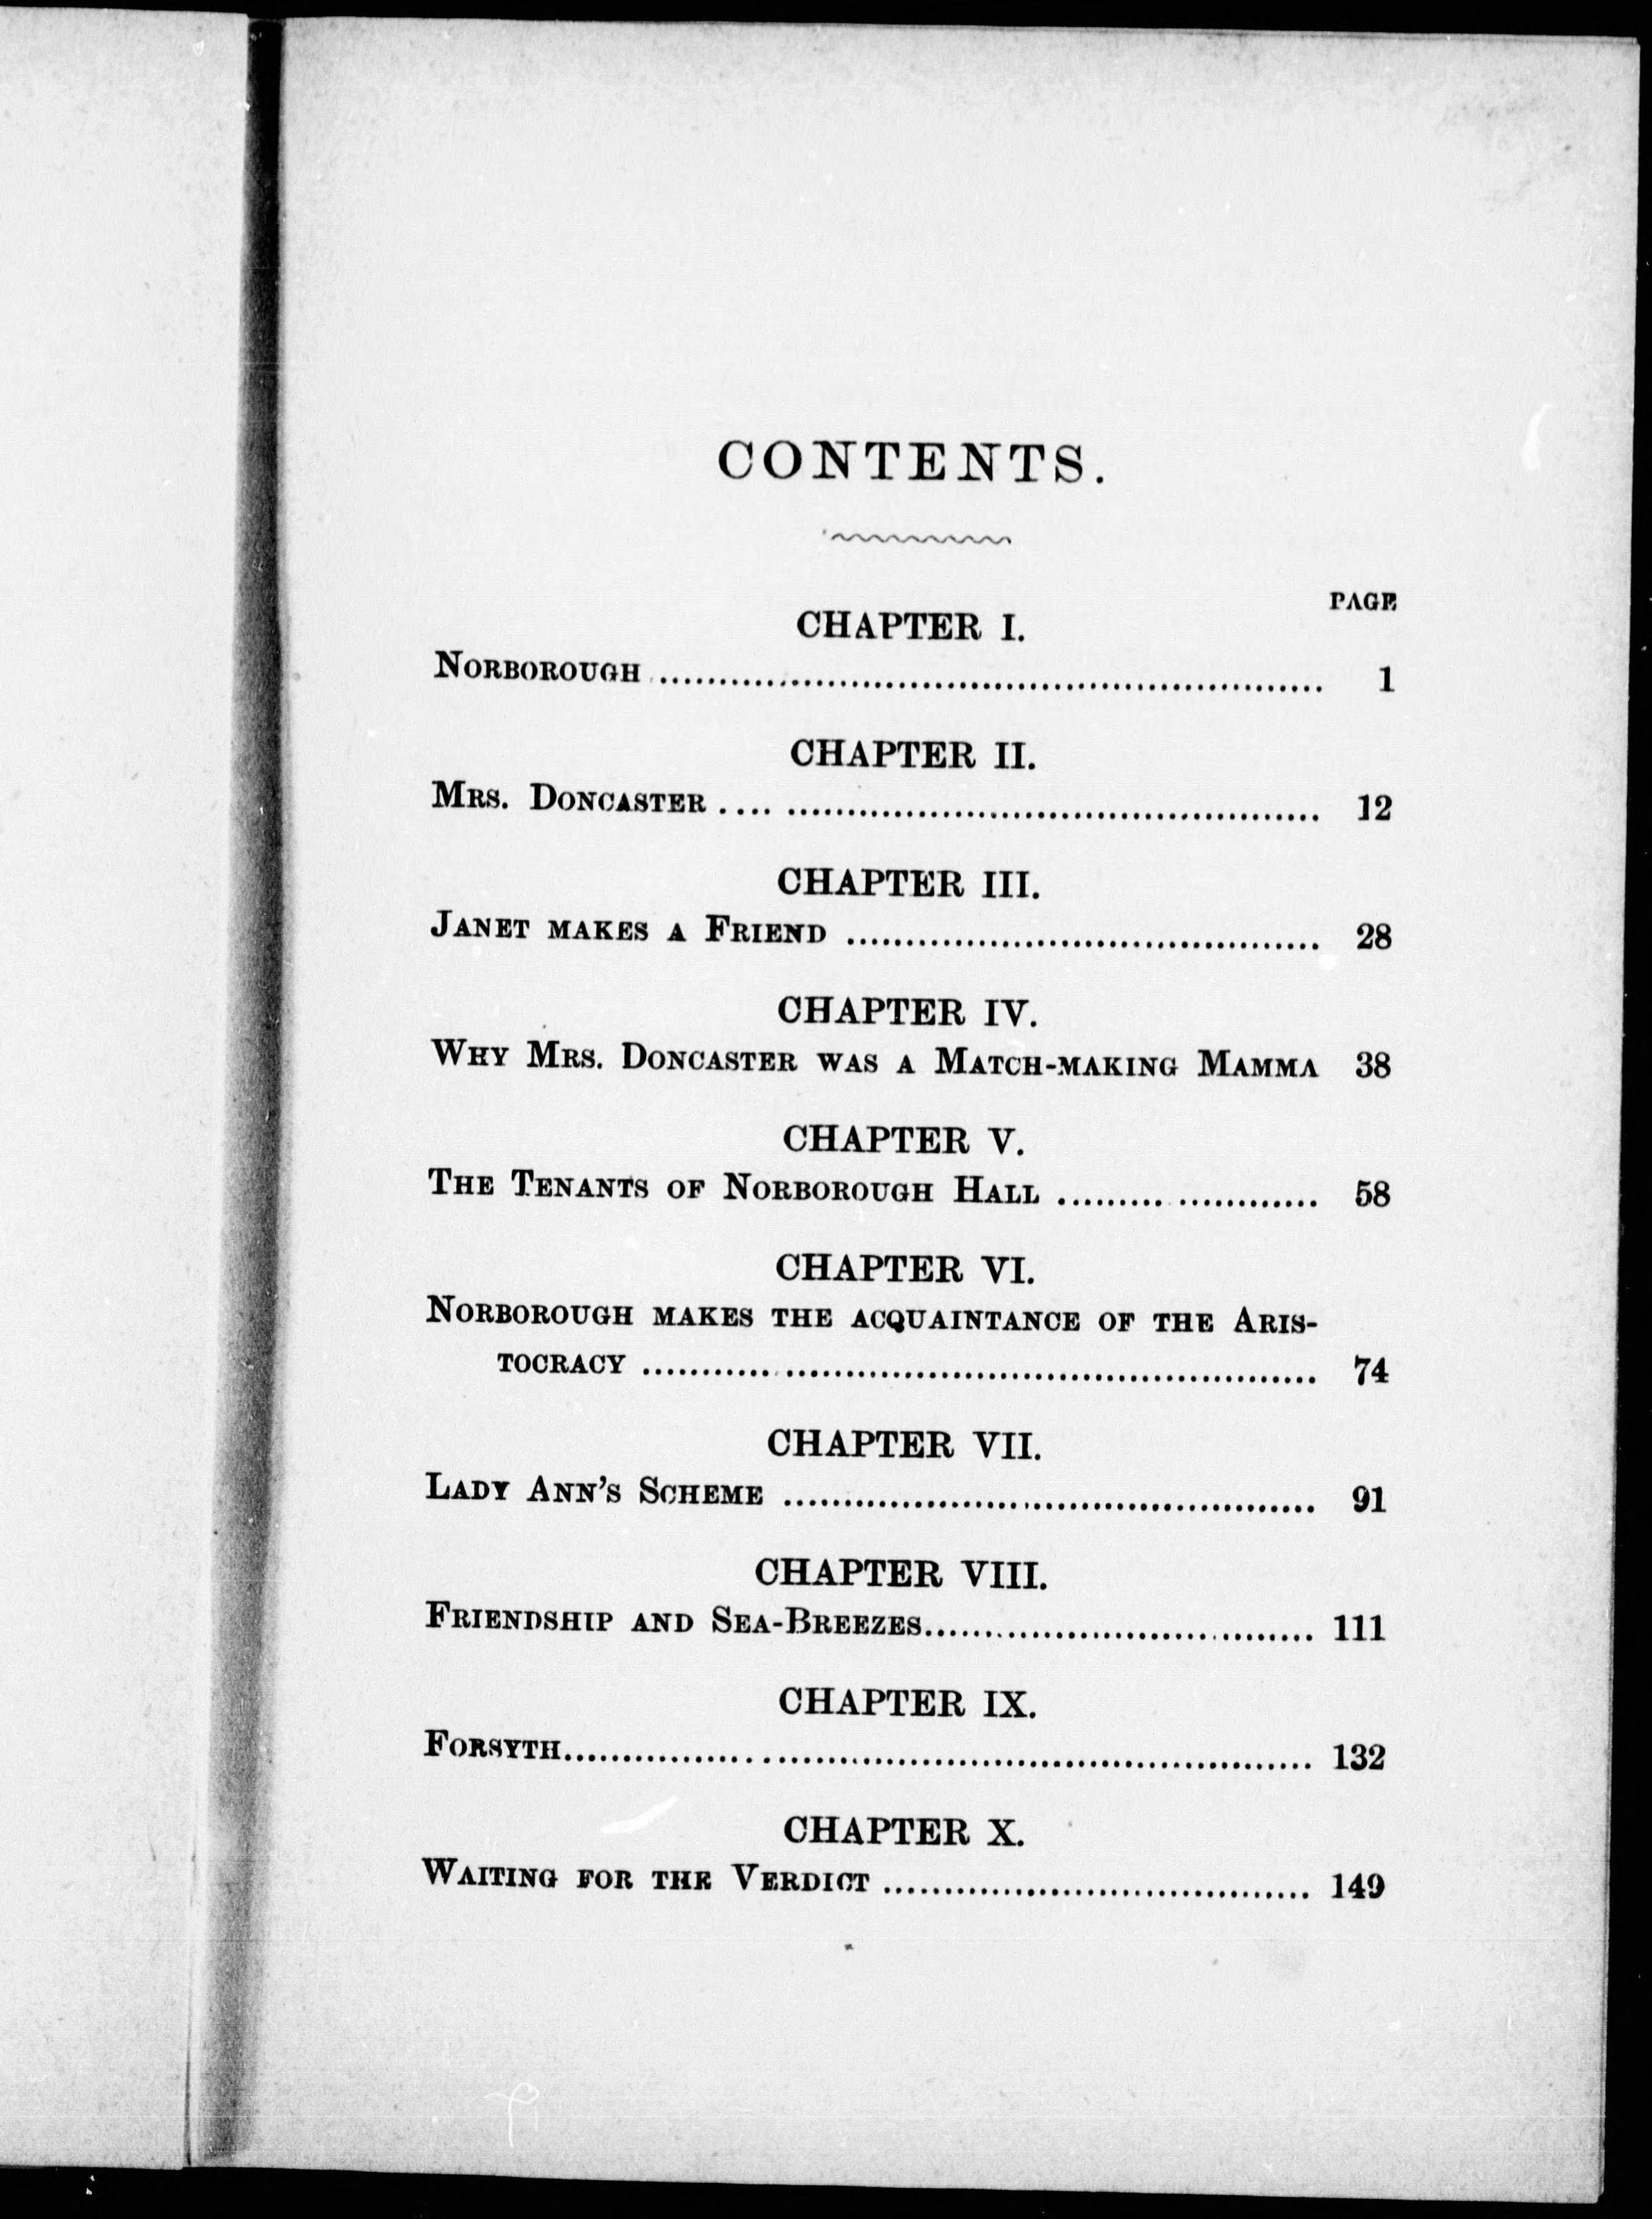 CONTENTS.
PAGE
CHAPTER I.
NORBOROUGH ........................................................ 1
CHAPTER II.
MRS. DONCASTER .... ............................................. 12
CHAPTER III.
JANET MAKES A FRIEND ........................................ 28
CHAPTER IV.
WHY MRS. DONCASTER WAS A MATCH-MAKING MAMMA 38
CHAPTER V.
THE TENANTS OF NORBOROUGH HALL ......... ............ 58
CHAPTER VI.
NORBOROUGH MAKES THE ACQUAINTANCE OF THE ARIS-
TOCRACY ........... ............................................. 74
CHAPTER VII.
LADY ANN'S SCHEME ............................................. 91
CHAPTER VIII.
FRIENDSHIP AND SEA-BREEZES................................. 111
CHAPTER IX.
FORSYTH............................................................... 132
CHAPTER X.
WAITING FOR THE VERDICT .................................... 149